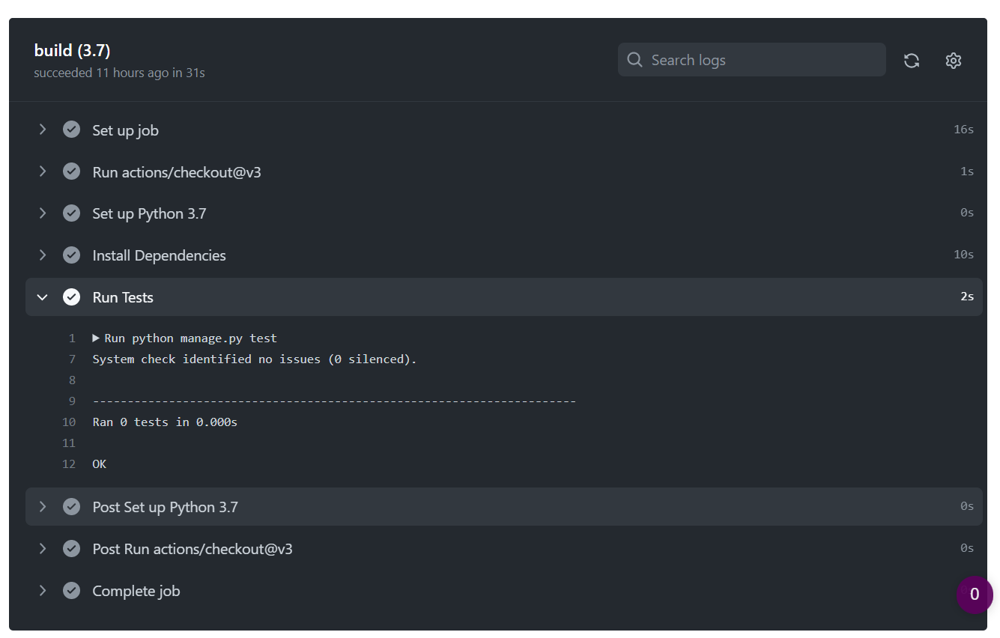 build (3.7)
succeeded 11 hours ago in 31s
Search logs
Set up job 16s
Run actions/checkout@v3 1s
Set up Python 3.7 0s
Install Dependencies 10s
Run Tests 2s
1 ▶ Run python manage.py test
7 System check identified no issues (0 silenced).
8
9 ----------------------------------------------------------------------
10 Ran 0 tests in 0.000s
11
12 OK
Post Set up Python 3.7 0s
Post Run actions/checkout@v3 0s
Complete job
0